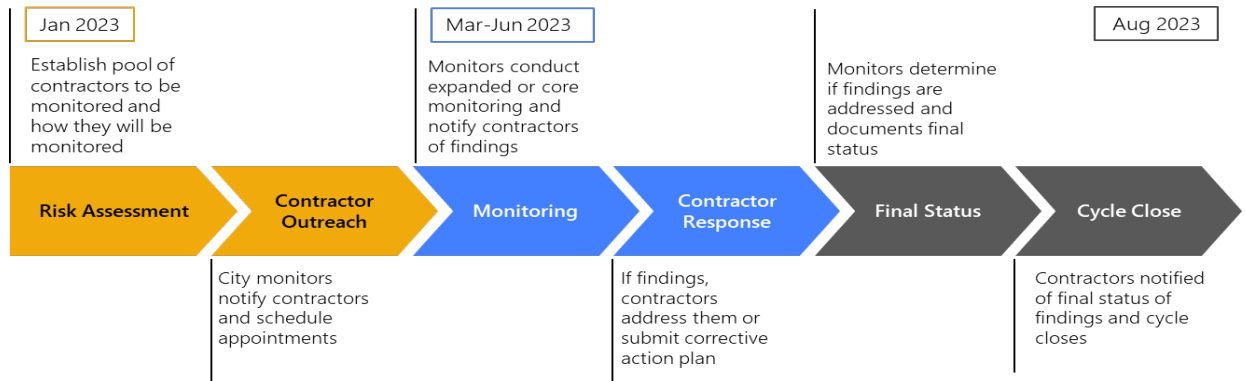 Jan 2023
Mar-Jun 2023
Aug 2023
Establish pool of
contractors to be
monitored and
how they will be
monitored
Monitors conduct
expanded or core
monitoring and
notify contractors
of findings
Monitors determine
if findings are
addressed and
documents final
status
Risk Assessment
Contractor
Outreach
Monitoring
Contractor
Response
Final Status
Cycle Close
City monitors
notify contractors
and schedule
appointments
If findings,
contractors
address them or
submit corrective
action plan
Contractors notified
of final status of
findings and cycle
closes